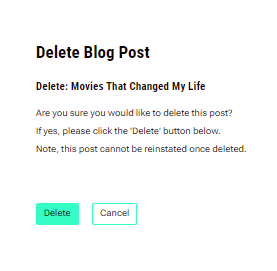 Delete Blog Post
Delete: Movies That Changed My Life
Are you sure you would like to delete this post?
If yes, please click the 'Delete' button below.
Note, this post cannot be reinstated once deleted.
Delete
Cancel